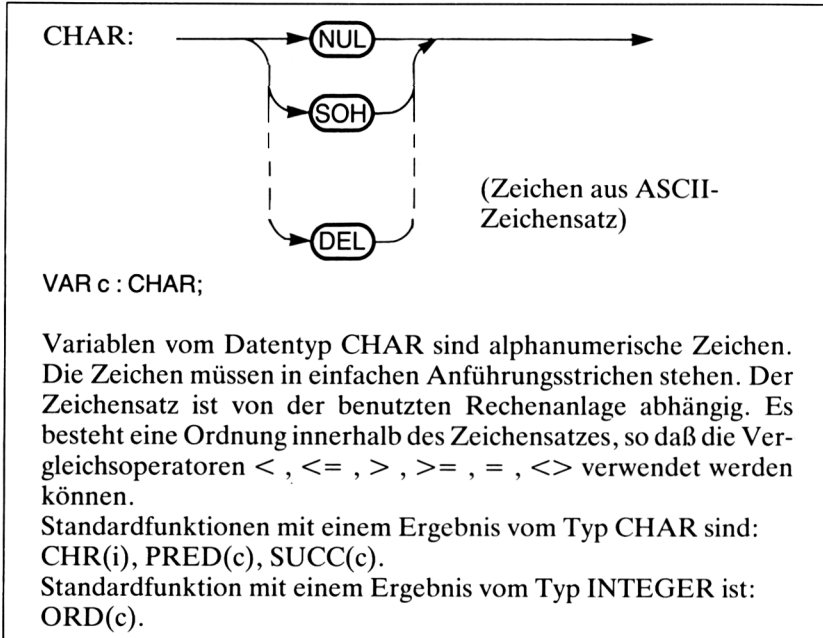 CHAR:
NUL
SOH
(Zeichen aus ASCII-
Zeichensatz)
DEL
VAR c : CHAR;
Variablen vom Datentyp CHAR sind alphanumerische Zeichen.
Die Zeichen müssen in einfachen Anführungsstrichen stehen. Der
Zeichensatz ist von der benutzten Rechenanlage abhängig. Es
besteht eine Ordnung innerhalb des Zeichensatzes, so daß die Ver-
gleichsoperatoren < , <= , > , >= , = , <> verwendet werden
können.
Standardfunktionen mit einem Ergebnis vom Typ CHAR sind:
CHR(i), PRED(c), SUCC(c).
Standardfunktion mit einem Ergebnis vom Typ INTEGER ist:
ORD(c).